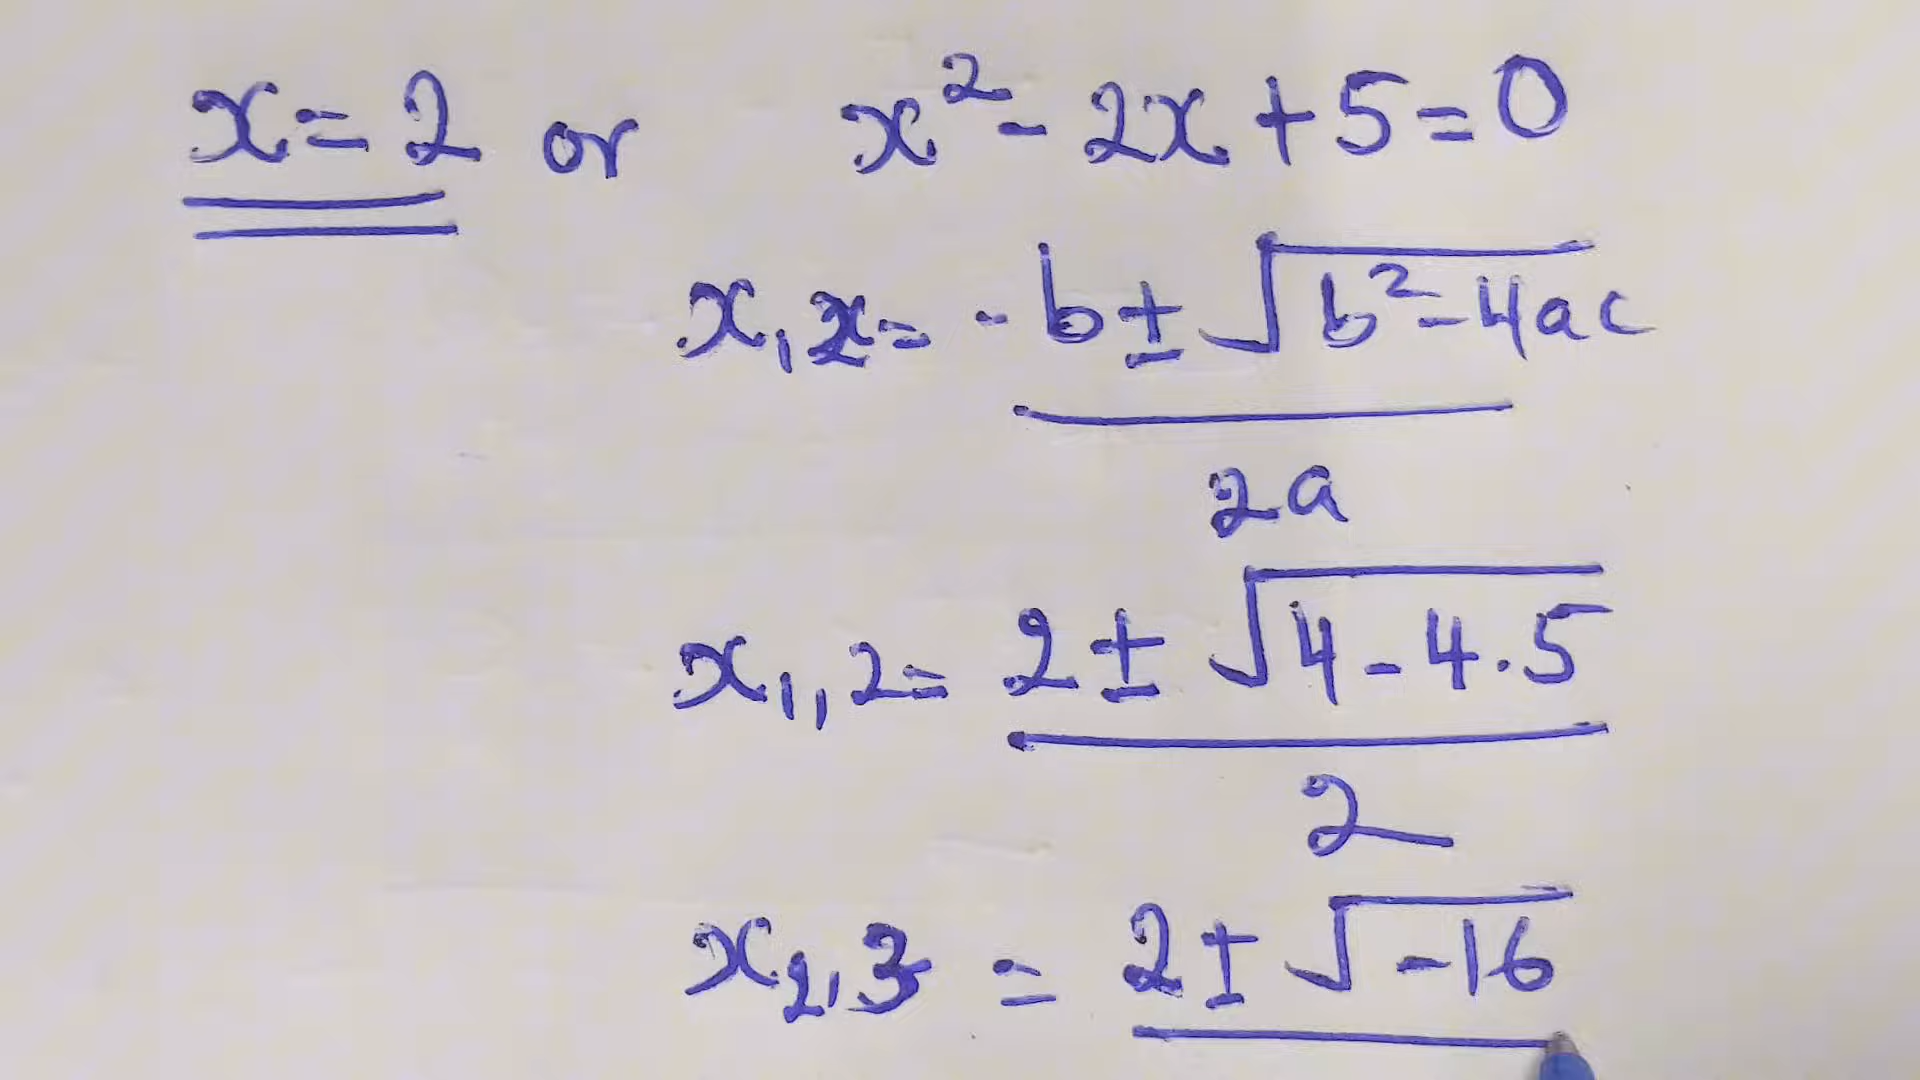 x=2 or x²-2x+5=0
x,x= -b±√b²-4ac
2a
x₁,2= 2±√4-4.5
2
x₂,₃ = 2±√-16